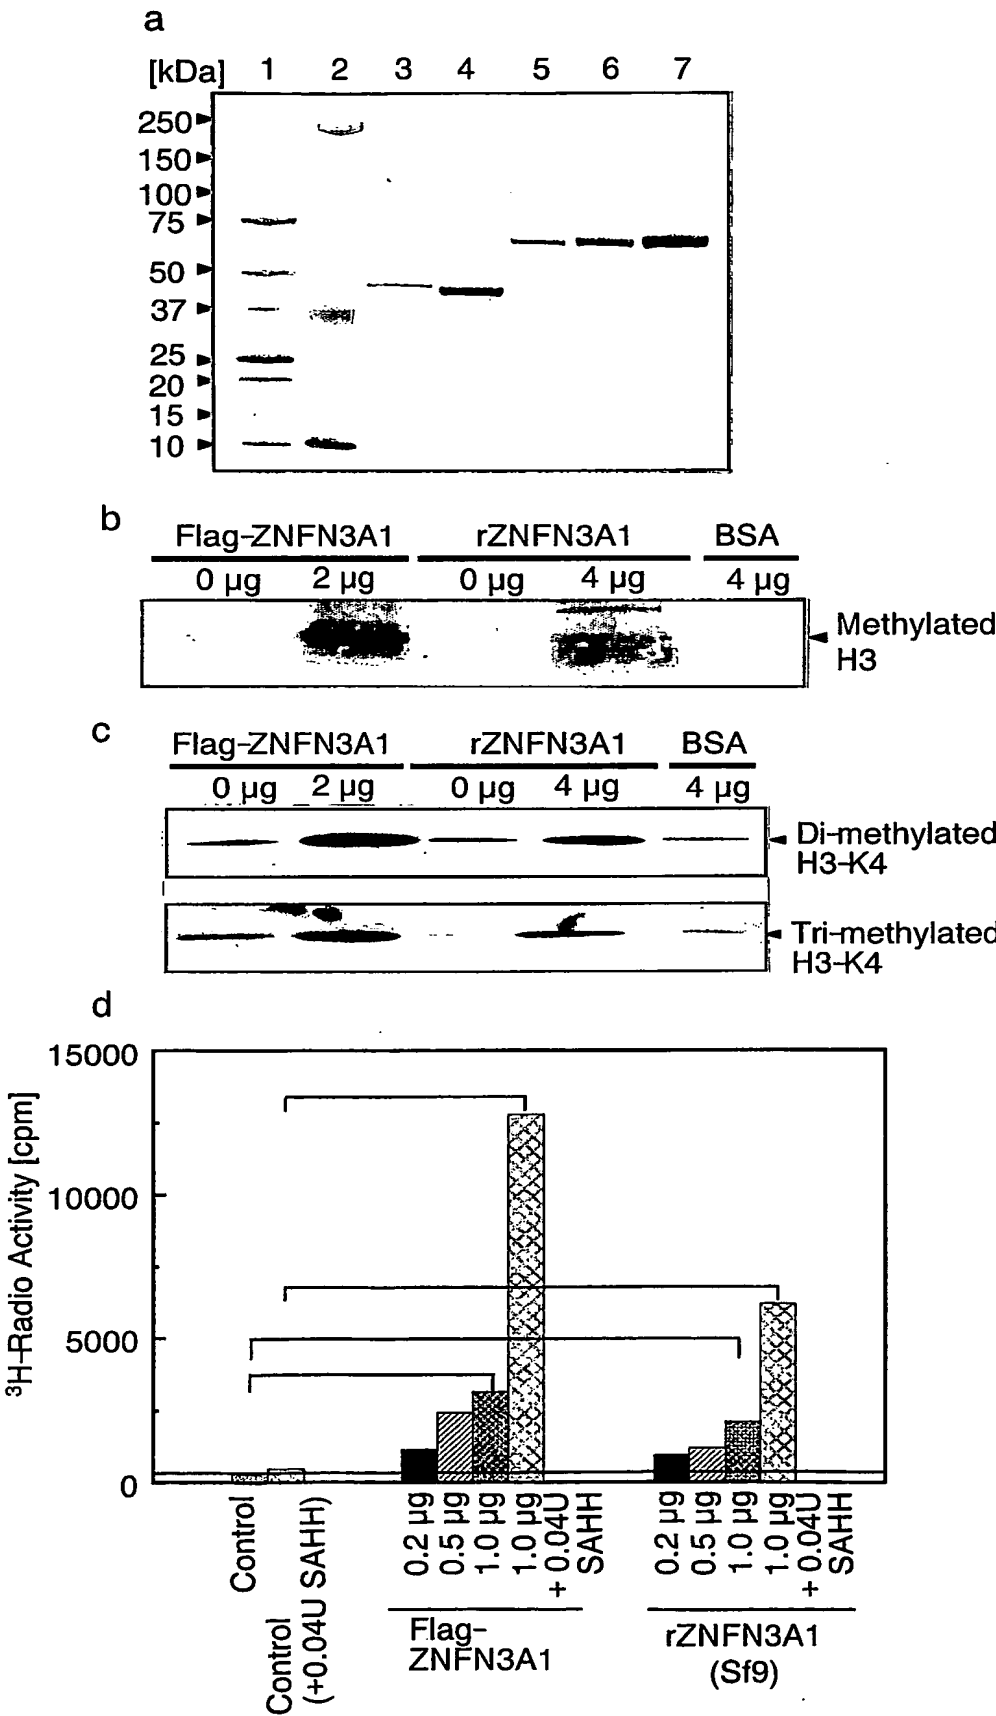 a
[kDa] 1 2 3 4 5 6 7
250
150
100
75
50
37
25
20
15
10
b
Flag-ZNFN3A1 rZNFN3A1 BSA
0 µg 2 µg 0 µg 4 µg 4 µg
Methylated
H3
c
Flag-ZNFN3A1 rZNFN3A1 BSA
0 µg 2 µg 0 µg 4 µg 4 µg
Di-methylated
H3-K4
Tri-methylated
H3-K4
d
³H-Radio Activity [cpm]
15000
10000
5000
0
Control
Control
(+0.04U SAHH)
0.2 µg
0.5 µg
1.0 µg
1.0 µg
+ 0.04U
SAHH
0.2 µg
0.5 µg
1.0 µg
1.0 µg
+ 0.04U
SAHH
Flag-
ZNFN3A1
rZNFN3A1
(Sf9)